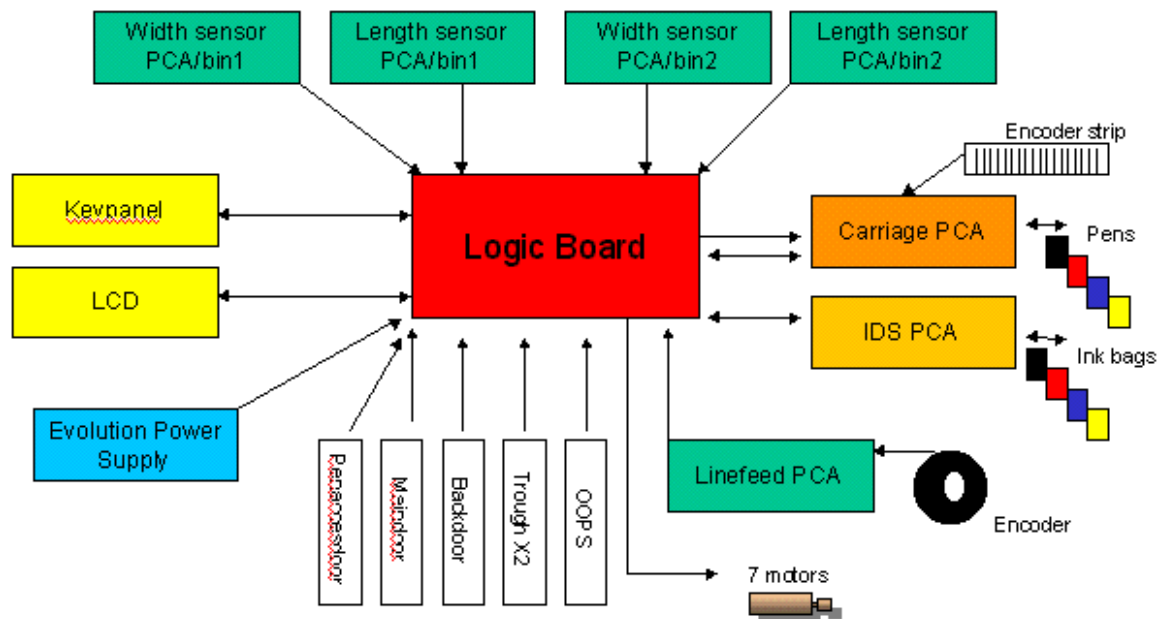 Width sensor
PCA/bin1
Length sensor
PCA/bin1
Width sensor
PCA/bin2
Length sensor
PCA/bin2
Encoder strip
Keypanel
Logic Board
Carriage PCA
Pens
LCD
IDS PCA
Ink bags
Evolution Power
Supply
Penaccesdoor
Maindoor
Backdoor
Trough X2
OOPS
Linefeed PCA
Encoder
7 motors